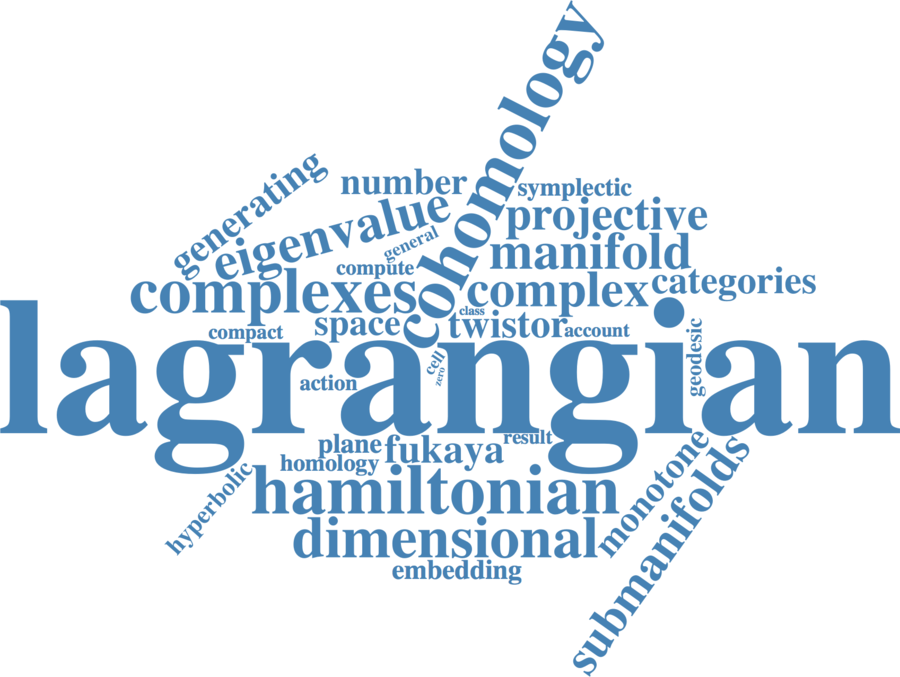 cohomology
generating
number
symplectic
eigenvalue
projective
general
manifold
compute
complexes
complex
categories
class
space
twistor
account
compact
lagrangian
geodesic
cell
zero
action
plane
fukaya
result
homology
monotone
submanifolds
hyperbolic
hamiltonian
dimensional
embedding